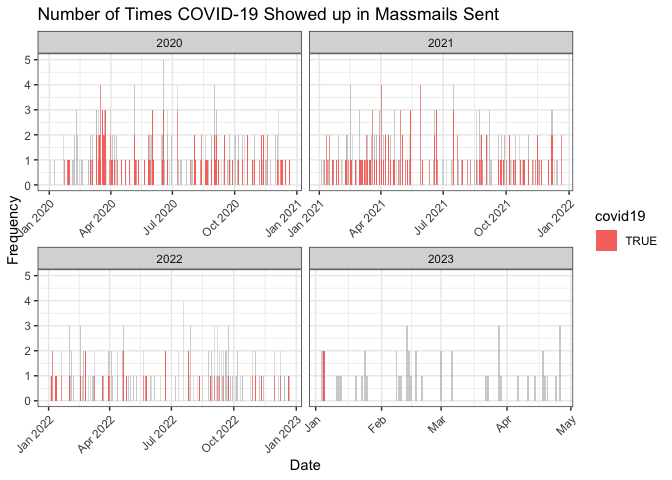 Number of Times COVID-19 Showed up in Massmails Sent
2020
2021
5
4
3
2
1
0
Jan 2020
Apr 2020
Jul 2020
Oct 2020
Jan 2021
Jan 2021
Apr 2021
Jul 2021
Oct 2021
Jan 2022
Frequency
covid19
TRUE
2022
2023
5
4
3
2
1
0
Jan 2022
Apr 2022
Jul 2022
Oct 2022
Jan 2023
Jan
Feb
Mar
Apr
May
Date